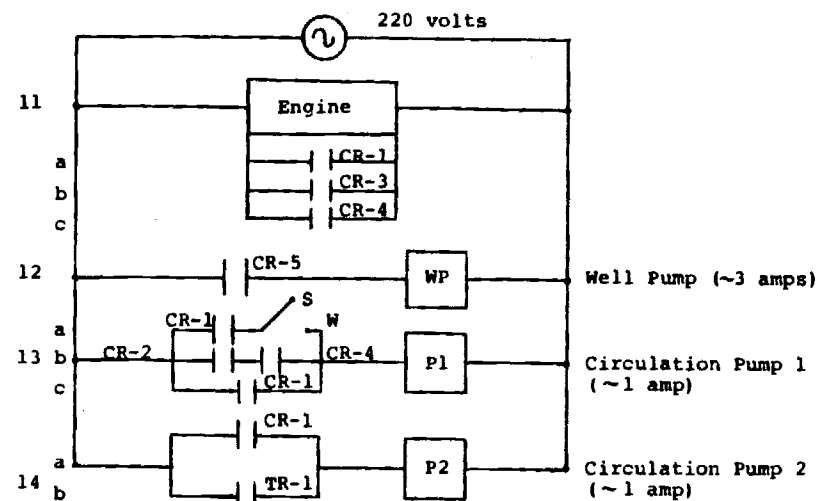 220 volts
11
Engine
a
CR-1
b
CR-3
c
CR-4
12
CR-5
WP
Well Pump (~3 amps)
S
a
CR-1
W
13
b
CR-2
CR-4
P1
Circulation Pump 1
(~1 amp)
c
CR-1
CR-1
14
a
P2
Circulation Pump 2
(~1 amp)
b
TR-1